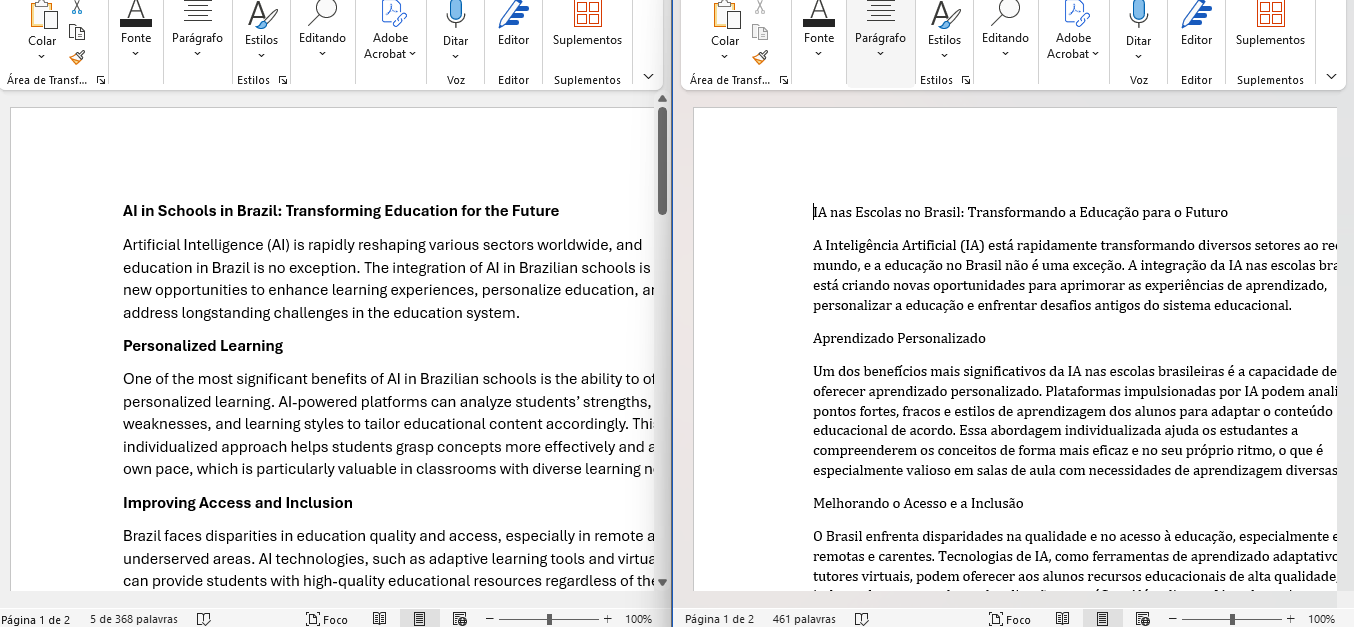 Colar
Fonte
Parágrafo
Estilos
Editando
Adobe
Acrobat
Ditar
Editor
Suplementos
Área de Transf...
Estilos
Voz
Editor
Suplementos
AI in Schools in Brazil: Transforming Education for the Future
Artificial Intelligence (AI) is rapidly reshaping various sectors worldwide, and
education in Brazil is no exception. The integration of AI in Brazilian schools is
new opportunities to enhance learning experiences, personalize education,
address longstanding challenges in the education system.
Personalized Learning
One of the most significant benefits of AI in Brazilian schools is the ability to
personalized learning. AI-powered platforms can analyze students’ strengths,
weaknesses, and learning styles to tailor educational content accordingly.
individualized approach helps students grasp concepts more effectively and
own pace, which is particularly valuable in classrooms with diverse learning
Improving Access and Inclusion
Brazil faces disparities in education quality and access, especially in remote
underserved areas. AI technologies, such as adaptive learning tools and
can provide students with high-quality educational resources regardless of
Página 1 de 2
5 de 368 palavras
Foco
100%
Colar
Fonte
Parágrafo
Estilos
Editando
Adobe
Acrobat
Ditar
Editor
Suplementos
Área de Transf...
Estilos
Voz
Editor
Suplementos
IA nas Escolas no Brasil: Transformando a Educação para o Futuro
A Inteligência Artificial (IA) está rapidamente transformando diversos setores ao
mundo, e a educação no Brasil não é uma exceção. A integração da IA nas escolas
está criando novas oportunidades para aprimorar as experiências de aprendizado,
personalizar a educação e enfrentar desafios antigos do sistema educacional.
Aprendizado Personalizado
Um dos benefícios mais significativos da IA nas escolas brasileiras é a capacidade de
oferecer aprendizado personalizado. Plataformas impulsionadas por IA podem
pontos fortes, fracos e estilos de aprendizagem dos alunos para adaptar o conteúdo
educacional de acordo. Essa abordagem individualizada ajuda os estudantes a
compreenderem os conceitos de forma mais eficaz e no seu próprio ritmo, o que é
especialmente valioso em salas de aula com necessidades de aprendizagem diversas
Melhorando o Acesso e a Inclusão
O Brasil enfrenta disparidades na qualidade e no acesso à educação, especialmente
remotas e carentes. Tecnologias de IA, como ferramentas de aprendizado
tutores virtuais, podem oferecer aos alunos recursos educacionais de alta qualidade,
Página 1 de 2
461 palavras
Foco
100%